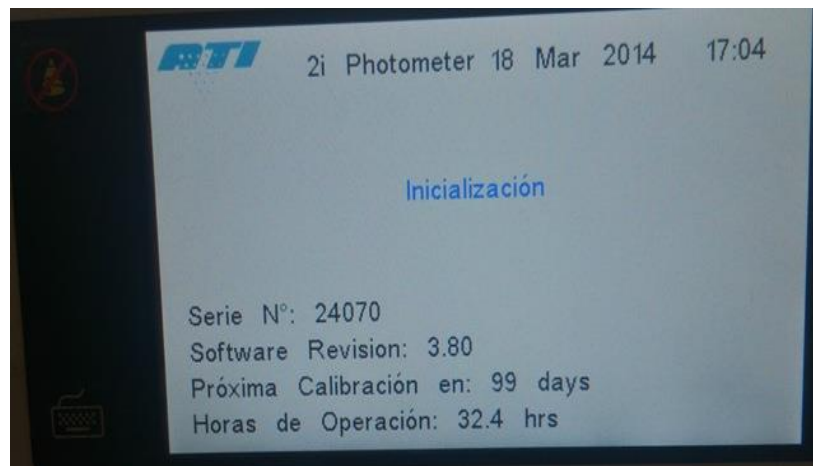 ATI 2i Photometer 18 Mar 2014 17:04
Inicialización
Serie N°: 24070
Software Revision: 3.80
Próxima Calibración en: 99 days
Horas de Operación: 32.4 hrs